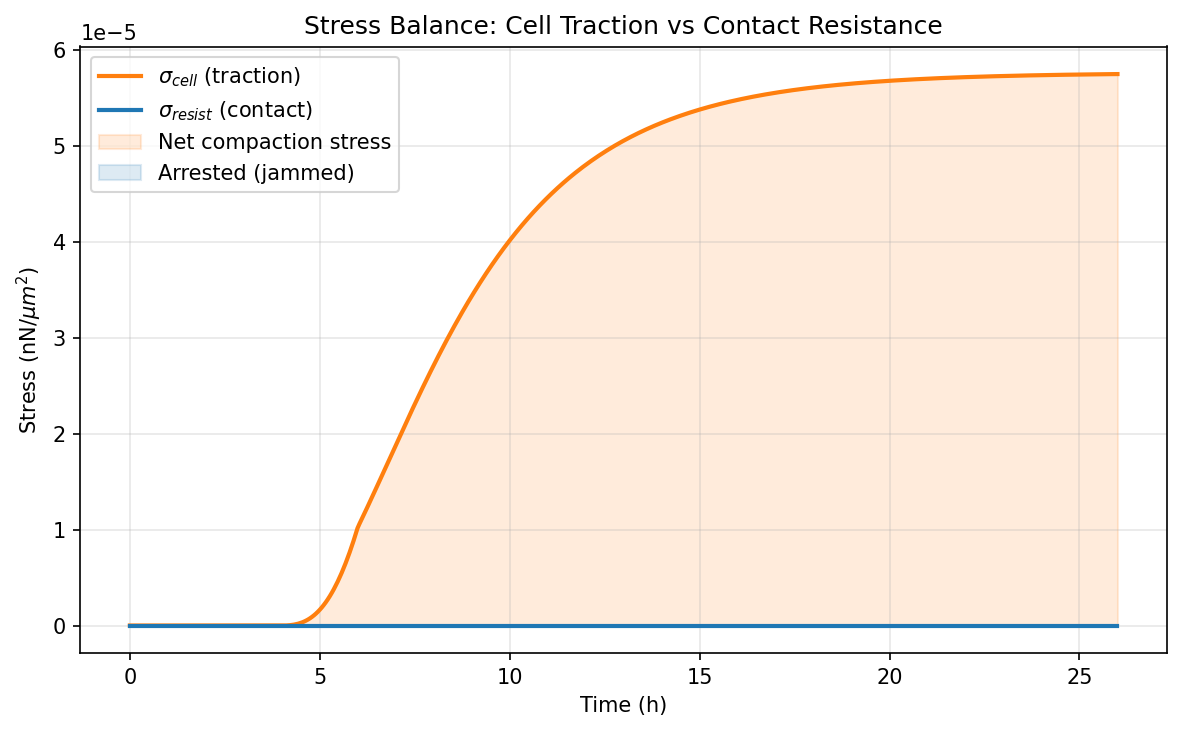 Stress Balance: Cell Traction vs Contact Resistance
1e−5
σcell (traction)
σresist (contact)
Net compaction stress
Arrested (jammed)
Stress (nN/μm²)
6
5
4
3
2
1
0
0 5 10 15 20 25
Time (h)